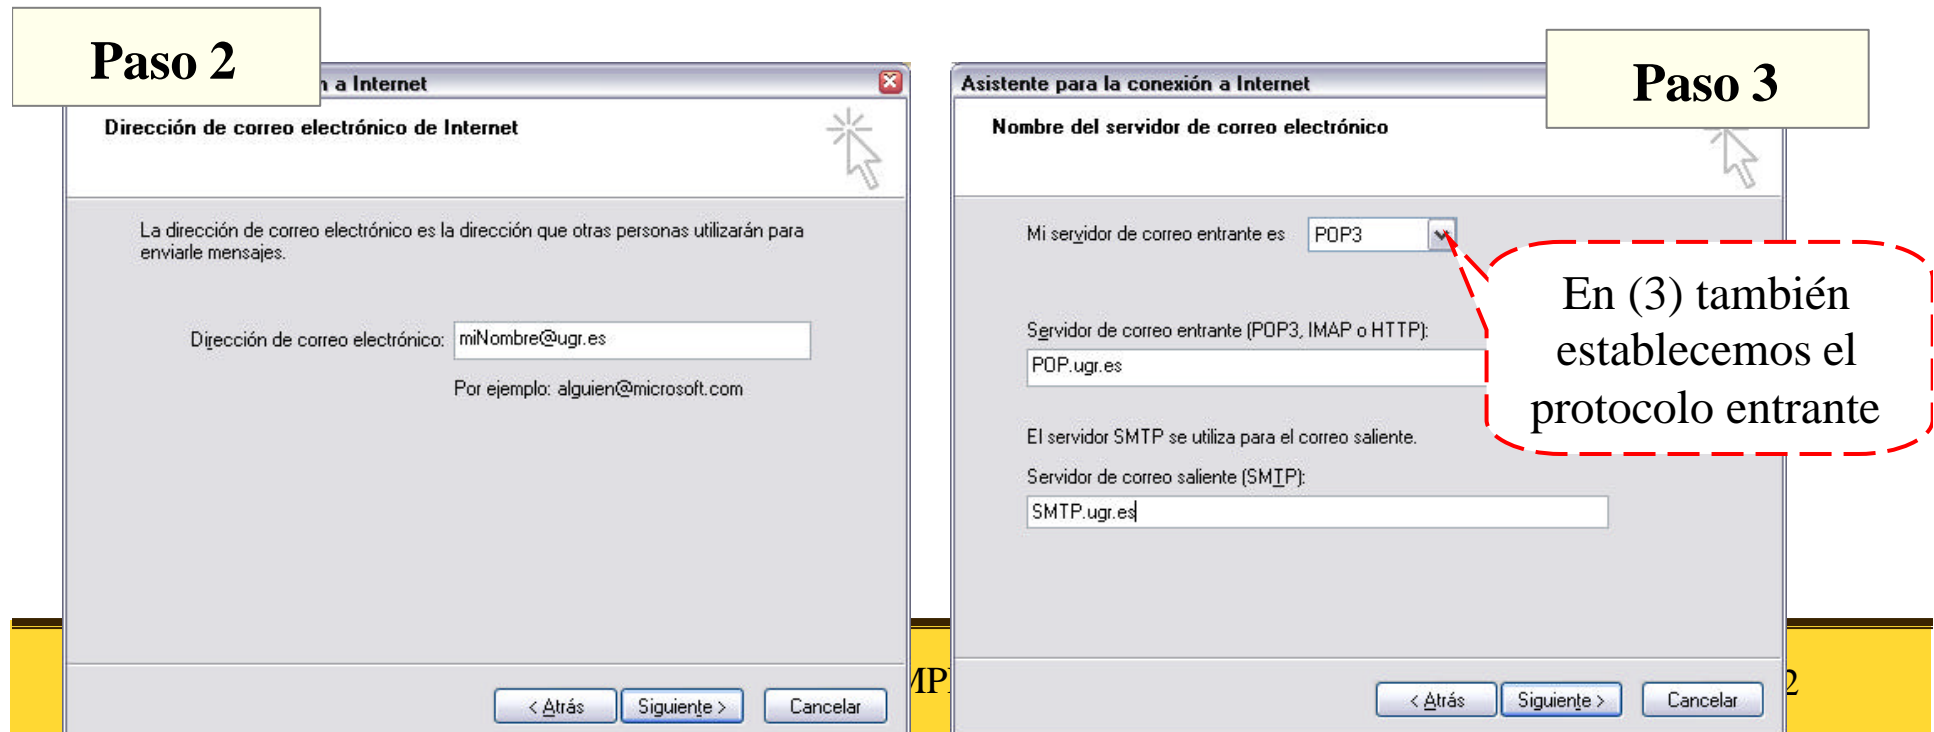 Paso 2
a Internet
Dirección de correo electrónico de Internet
La dirección de correo electrónico es la dirección que otras personas utilizarán para
enviarle mensajes.
Dirección de correo electrónico: miNombre@ugr.es
Por ejemplo: alguien@microsoft.com
< Atrás Siguiente > Cancelar
Paso 3
Asistente para la conexión a Internet
Nombre del servidor de correo electrónico
Mi servidor de correo entrante es POP3
Servidor de correo entrante (POP3, IMAP o HTTP):
POP.ugr.es
El servidor SMTP se utiliza para el correo saliente.
Servidor de correo saliente (SMTP):
SMTP.ugr.es
< Atrás Siguiente > Cancelar
En (3) también
establecemos el
protocolo entrante
2